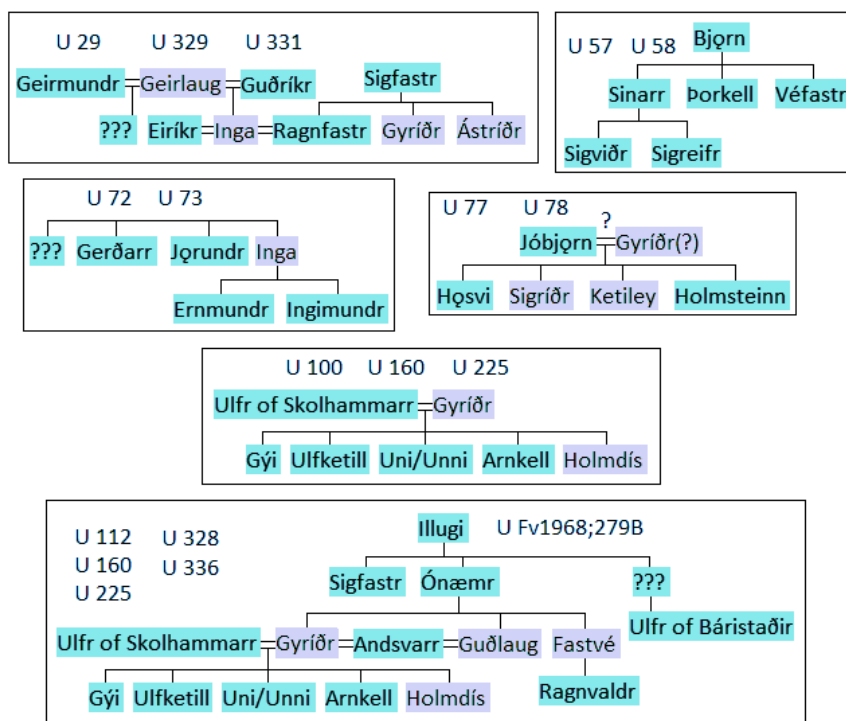 U 29 U 329 U 331
Geirmundr Geirlaug Guðríkr Sigfastr
??? Eiríkr Inga Ragnfastr Gyríðr Ástríðr
U 57 U 58 Bjǫrn
Sinarr Þorkell Véfastr
Sigviðr Sigreifr
U 72 U 73
??? Gerðarr Jǫrundr Inga
Ernmundr Ingimundr
U 77 U 78 ?
Jóbjǫrn Gyríðr(?)
Hǫsvi Sigríðr Ketiley Holmsteinn
U 100 U 160 U 225
Ulfr of Skolhammarr Gyríðr
Gýi Ulfketill Uni/Unni Arnkell Holmdís
U 112 U 328 Illugi U Fv1968;279B
U 160 U 336
U 225
Sigfastr Ónæmr ???
Ulfr of Báristaðir
Ulfr of Skolhammarr Gyríðr Andsvarr Guðlaug Fastvé
Gýi Ulfketill Uni/Unni Arnkell Holmdís Ragnvaldr